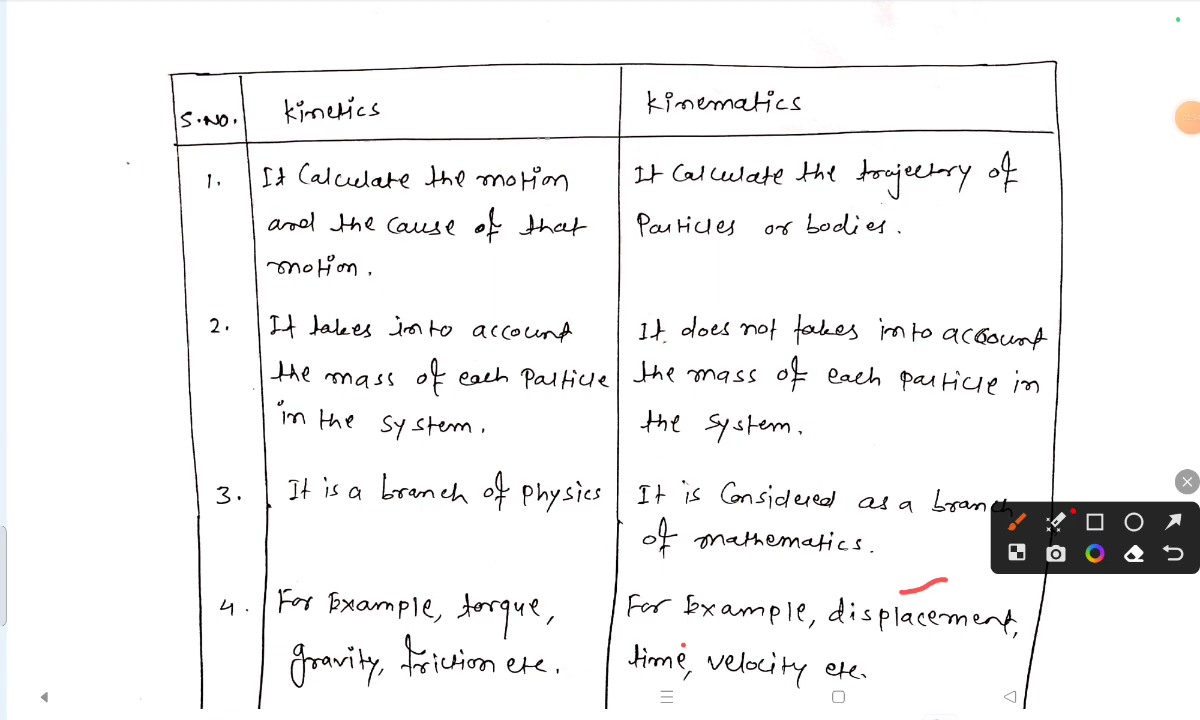 S.NO. Kinetics Kinematics
1. It Calculate the motion It Calculate the trajectory of
and the cause of that Particles or bodies.
motion.
2. It takes into account It does not takes into account
the mass of each Particle the mass of each particle in
in the system. the system.
3. It is a branch of physics It is Considered as a branch
of mathematics.
4. For Example, torque, For Example, displacement,
gravity, friction etc. time, velocity etc.